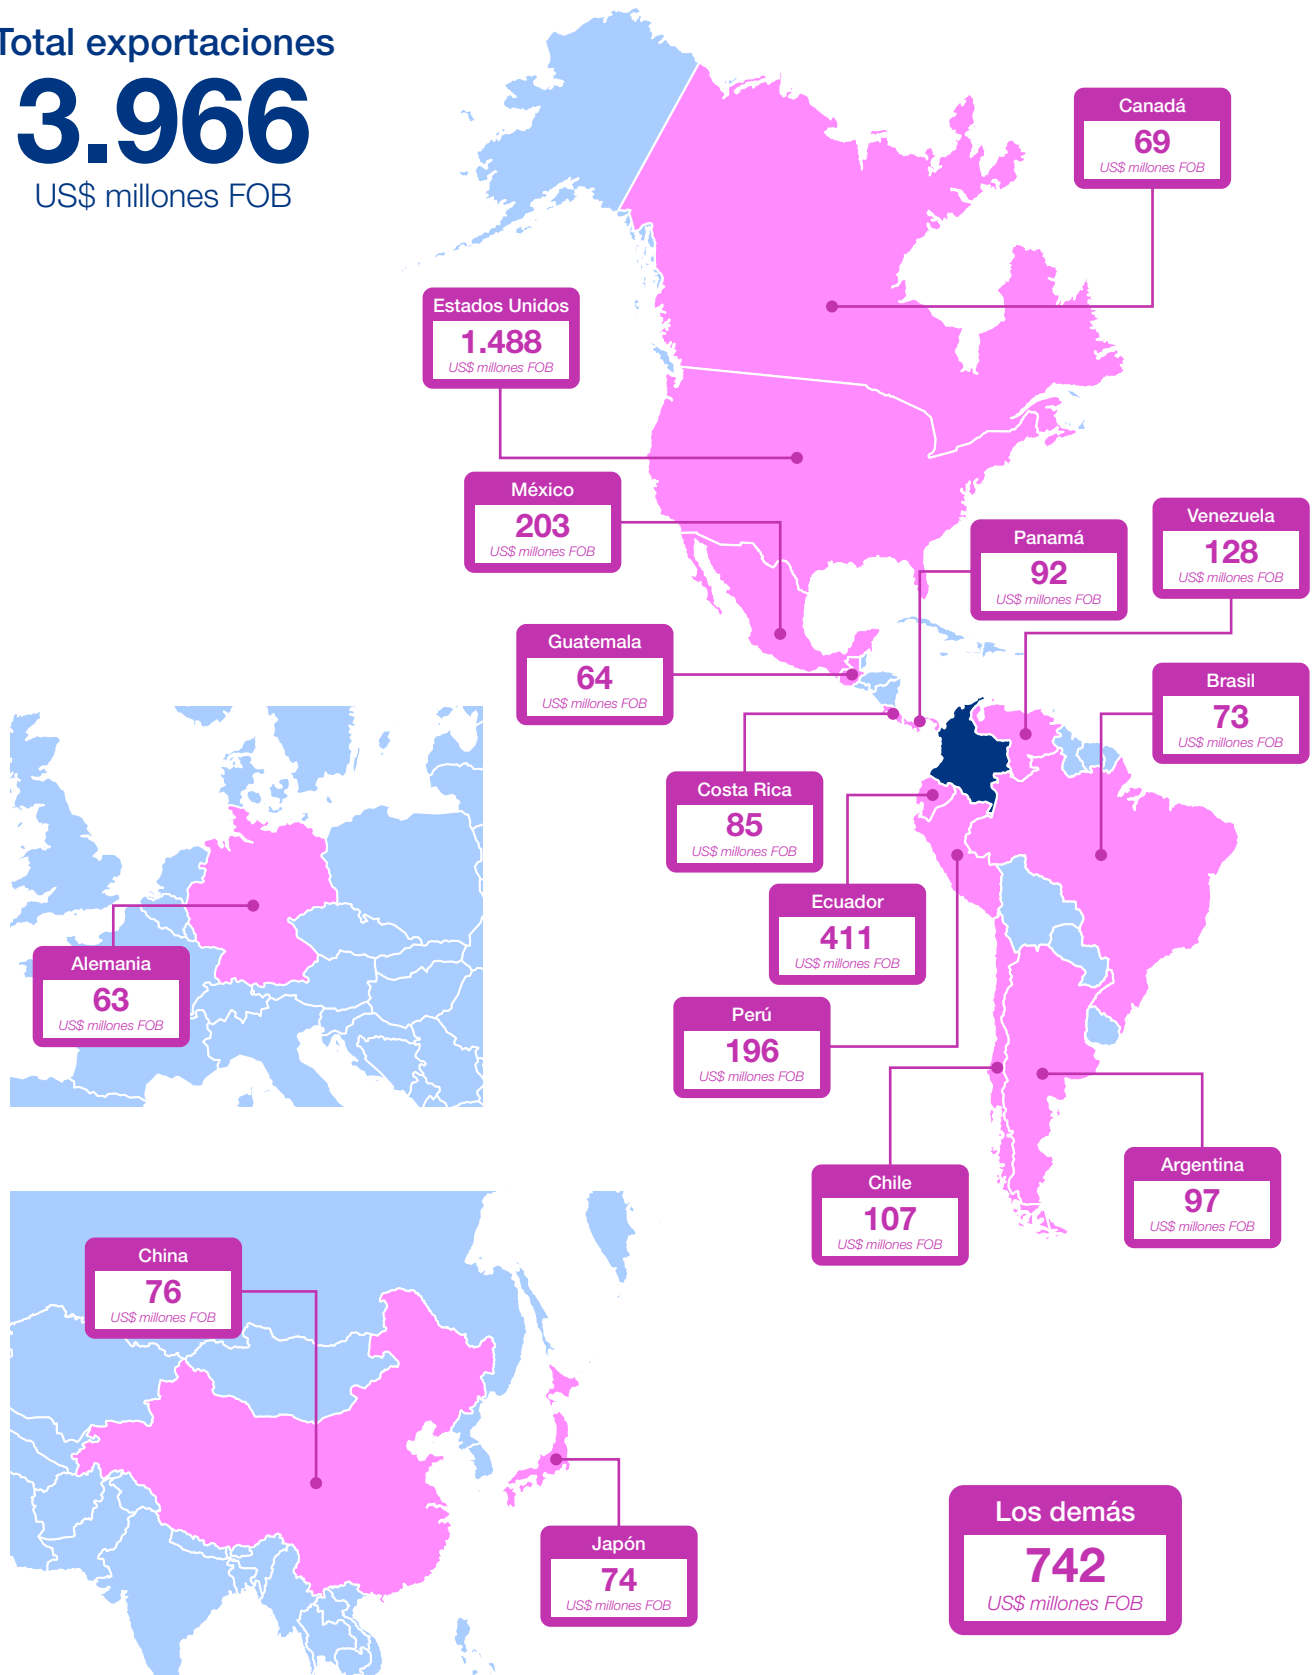 Total exportaciones
3.966
US$ millones FOB
Canadá
69
US$ millones FOB
Estados Unidos
1.488
US$ millones FOB
México
203
US$ millones FOB
Panamá
92
US$ millones FOB
Venezuela
128
US$ millones FOB
Guatemala
64
US$ millones FOB
Brasil
73
US$ millones FOB
Costa Rica
85
US$ millones FOB
Ecuador
411
US$ millones FOB
Alemania
63
US$ millones FOB
Perú
196
US$ millones FOB
Chile
107
US$ millones FOB
Argentina
97
US$ millones FOB
China
76
US$ millones FOB
Japón
74
US$ millones FOB
Los demás
742
US$ millones FOB